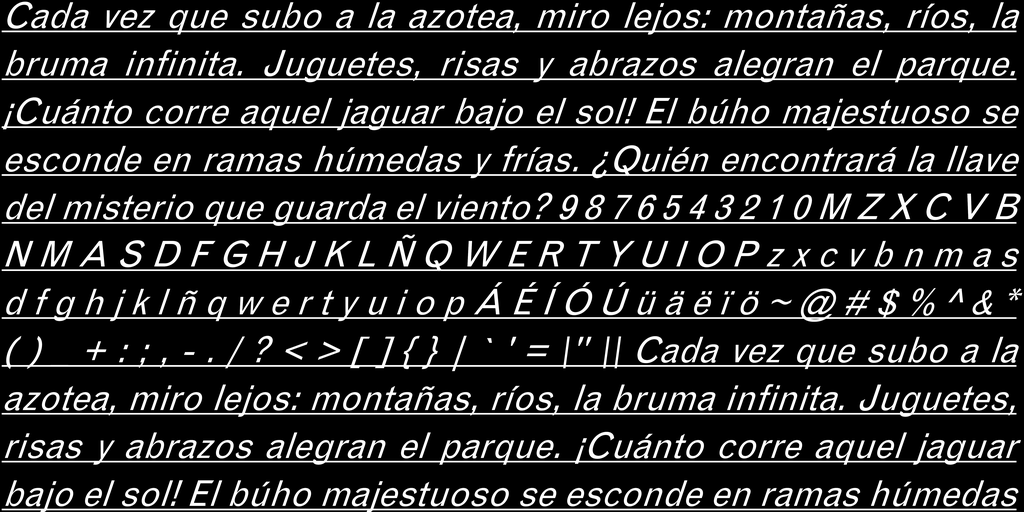 Cada vez que subo a la azotea, miro lejos: montañas, ríos, la
bruma infinita. Juguetes, risas y abrazos alegran el parque.
¡Cuánto corre aquel jaguar bajo el sol! El búho majestuoso se
esconde en ramas húmedas y frías. ¿Quién encontrará la llave
del misterio que guarda el viento? 9 8 7 6 5 4 3 2 1 0 M Z X C V B
N M A S D F G H J K L Ñ Q W E R T Y U I O P z x c v b n m a s
d f g h j k l ñ q w e r t y u i o p Á É Í Ó Ú ü ä ë ï ö ~ @ # $ % ^ & *
( ) _ + : ; , - . / ? < > [ ] { } | ` ' = \|" || Cada vez que subo a la
azotea, miro lejos: montañas, ríos, la bruma infinita. Juguetes,
risas y abrazos alegran el parque. ¡Cuánto corre aquel jaguar
bajo el sol! El búho majestuoso se esconde en ramas húmedas